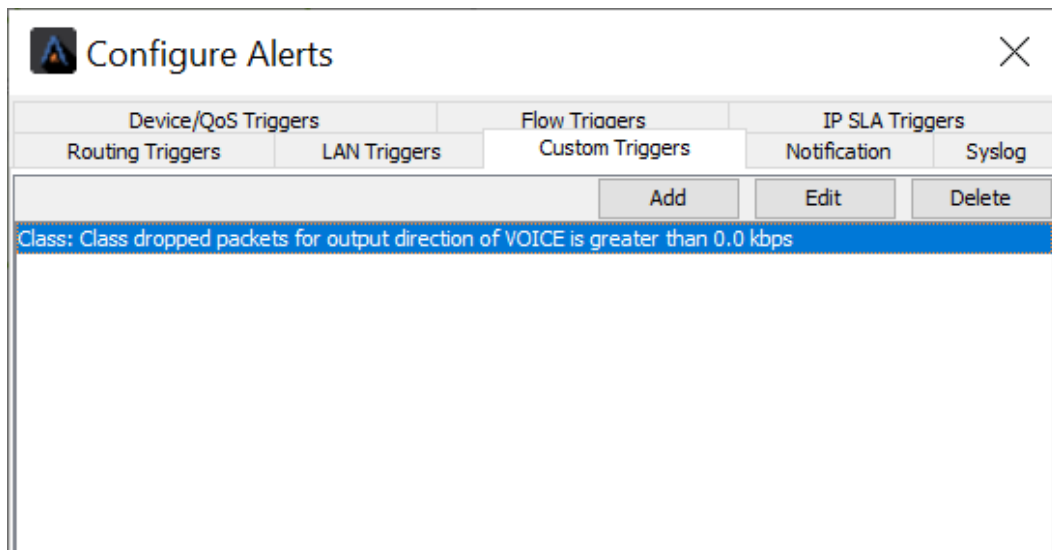 Configure Alerts
Device/QoS Triggers Flow Triggers IP SLA Triggers
Routing Triggers LAN Triggers Custom Triggers Notification Syslog
Add Edit Delete
Class: Class dropped packets for output direction of VOICE is greater than 0.0 kbps